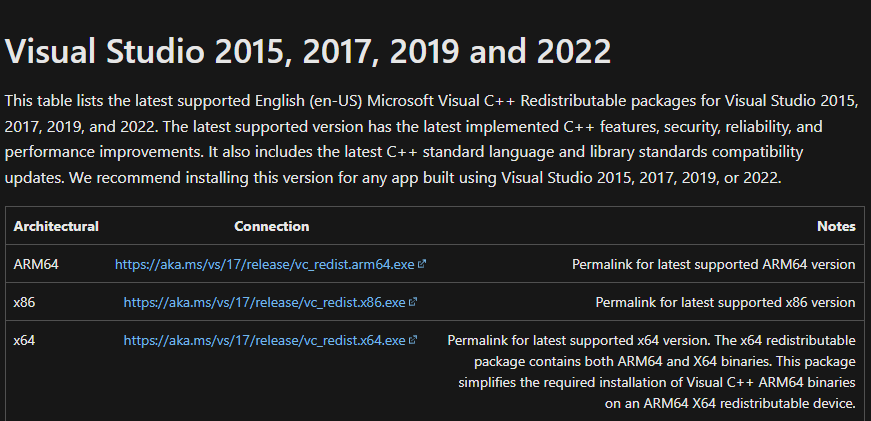 Visual Studio 2015, 2017, 2019 and 2022
This table lists the latest supported English (en-US) Microsoft Visual C++ Redistributable packages for Visual Studio 2015,
2017, 2019, and 2022. The latest supported version has the latest implemented C++ features, security, reliability, and
performance improvements. It also includes the latest C++ standard language and library standards compatibility
updates. We recommend installing this version for any app built using Visual Studio 2015, 2017, 2019, or 2022.
Architectural Connection Notes
ARM64 https://aka.ms/vs/17/release/vc_redist.arm64.exe Permalink for latest supported ARM64 version
x86 https://aka.ms/vs/17/release/vc_redist.x86.exe Permalink for latest supported x86 version
x64 https://aka.ms/vs/17/release/vc_redist.x64.exe Permalink for latest supported x64 version. The x64 redistributable
package contains both ARM64 and X64 binaries. This package
simplifies the required installation of Visual C++ ARM64 binaries
on an ARM64 X64 redistributable device.